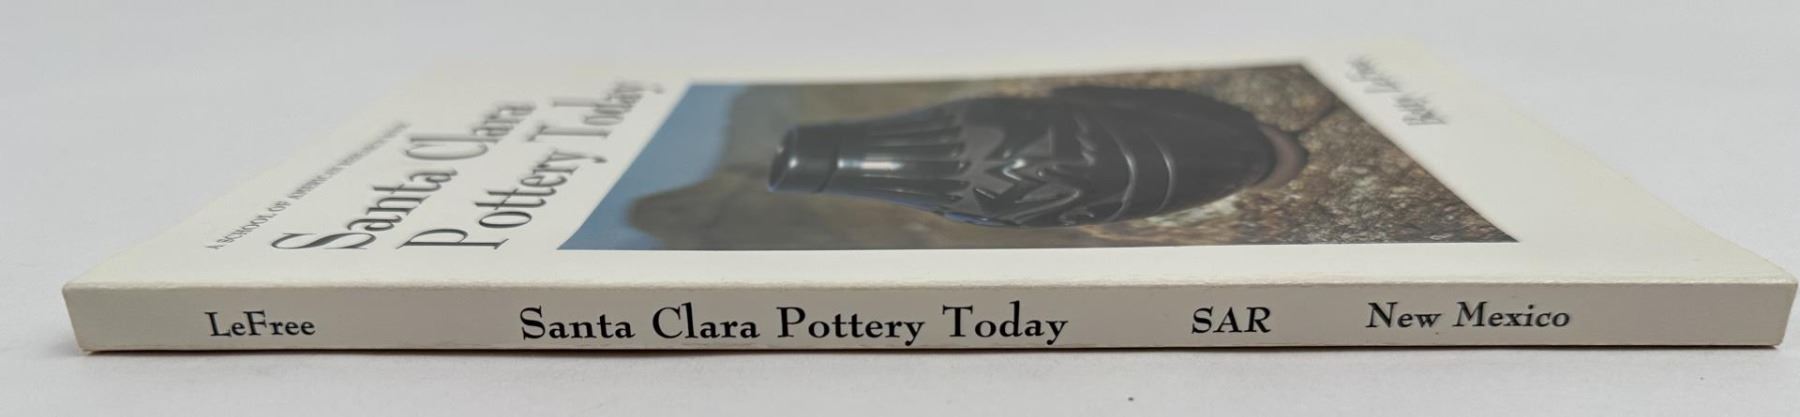 A SCHOOL OF AMERICAN RESEARCH BOOK
Santa Clara
Pottery Today
Betty LeFree
LeFree Santa Clara Pottery Today SAR New Mexico